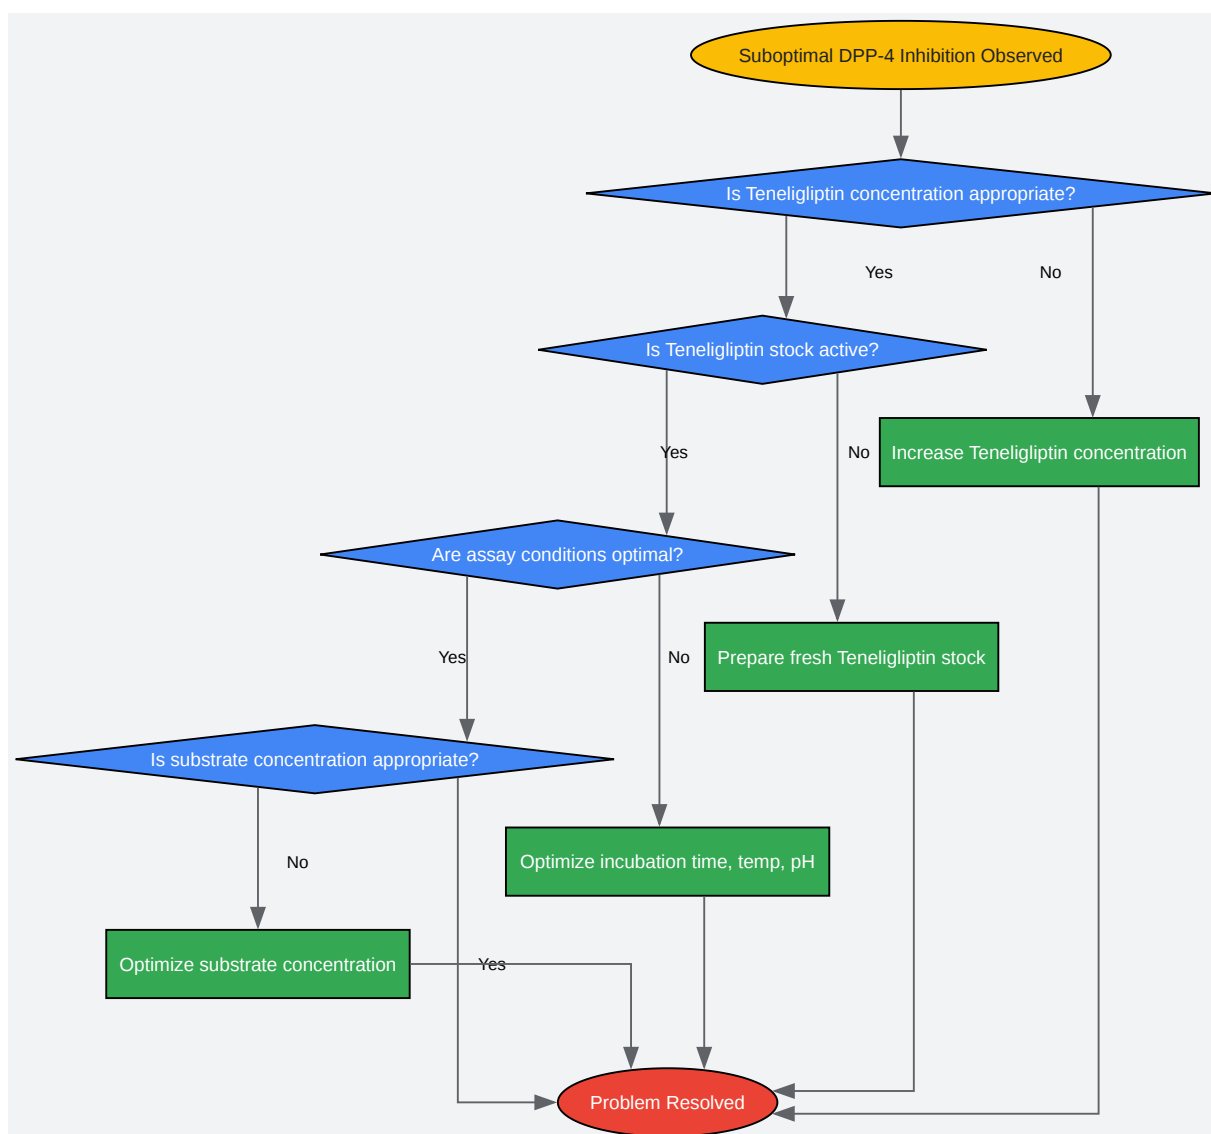 Suboptimal DPP-4 Inhibition Observed
Is Teneligliptin concentration appropriate?
Yes
No
Is Teneligliptin stock active?
Yes
No
Increase Teneligliptin concentration
Are assay conditions optimal?
Yes
No
Prepare fresh Teneligliptin stock
Is substrate concentration appropriate?
No
Optimize incubation time, temp, pH
Optimize substrate concentration
Yes
Problem Resolved